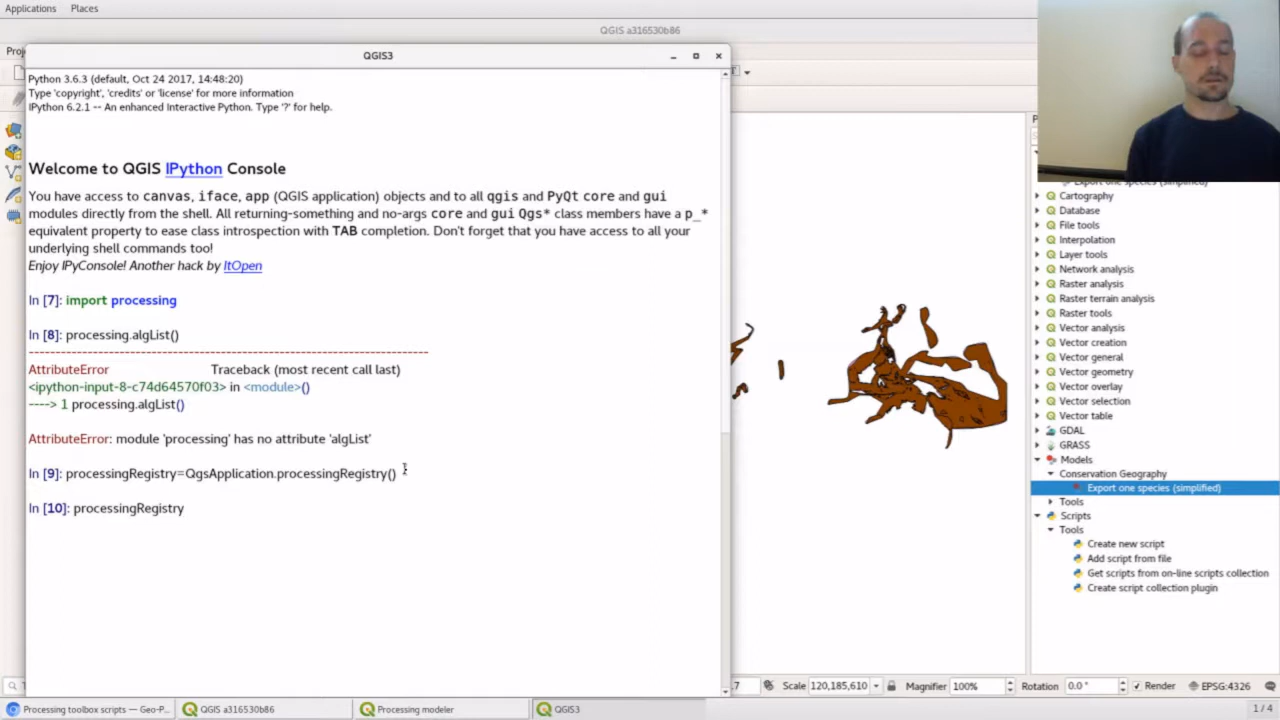 Applications Places
QGIS a316530b86
QGIS3
Python 3.6.3 (default, Oct 24 2017, 14:48:20)
Type 'copyright', 'credits' or 'license' for more information
IPython 6.2.1 -- An enhanced Interactive Python. Type '?' for help.
Welcome to QGIS IPython Console
You have access to canvas, iface, app (QGIS application) objects and to all qgis and PyQt core and gui
modules directly from the shell. All returning-something and no-args core and gui Qgs* class members have a p_*
equivalent property to ease class introspection with TAB completion. Don't forget that you have access to all your
underlying shell commands too!
Enjoy IPyConsole! Another hack by ItOpen
In [7]: import processing
In [8]: processing.algList()
---------------------------------------------------------------------------
AttributeError Traceback (most recent call last)
<ipython-input-8-c74d64570f03> in <module>()
----> 1 processing.algList()
AttributeError: module 'processing' has no attribute 'algList'
In [9]: processingRegistry=QgsApplication.processingRegistry()
In [10]: processingRegistry
Export one species (simplified)
Cartography
Database
File tools
Interpolation
Layer tools
Network analysis
Raster analysis
Raster terrain analysis
Raster tools
Vector analysis
Vector creation
Vector general
Vector geometry
Vector overlay
Vector selection
Vector table
GDAL
GRASS
Models
Conservation Geography
Export one species (simplified)
Tools
Scripts
Tools
Create new script
Add script from file
Get scripts from on-line scripts collection
Create script collection plugin
Scale 120,185,610 Magnifier 100% Rotation 0.0 ° Render EPSG:4326
Processing toolbox scripts — Geo-P... QGIS a316530b86 Processing modeler QGIS3 1 / 4